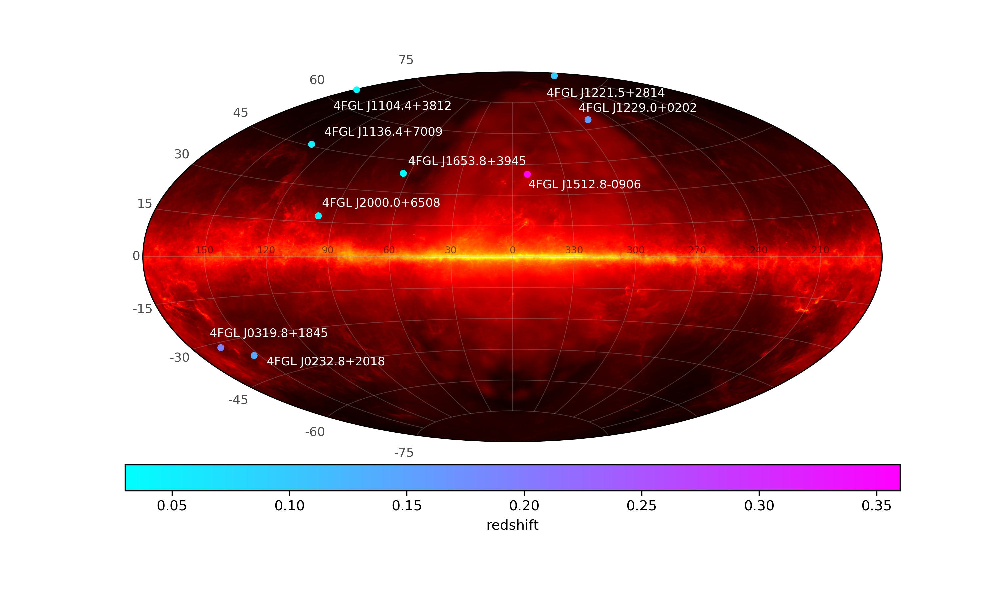 75
60
4FGL J1221.5+2814
4FGL J1104.4+3812
4FGL J1229.0+0202
45
4FGL J1136.4+7009
30
4FGL J1653.8+3945
4FGL J1512.8-0906
15
4FGL J2000.0+6508
0 150 120 90 60 30 0 330 300 270 240 210
-15
4FGL J0319.8+1845
-30
4FGL J0232.8+2018
-45
-60
-75
0.05 0.10 0.15 0.20 0.25 0.30 0.35
redshift